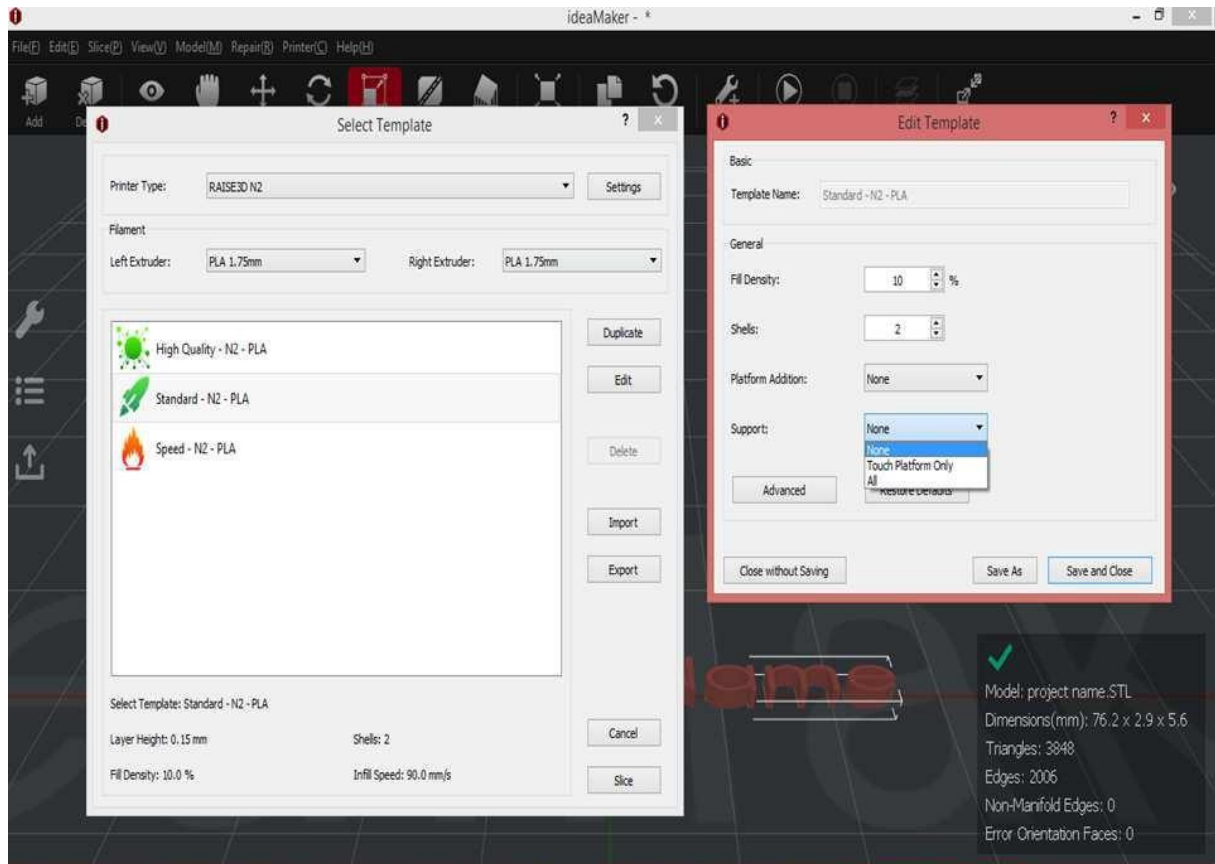 ideaMaker - *
File(F) Edit(E) Slice(P) View(V) Model(M) Repair(R) Printer(C) Help(H)
Add
De
Select Template
?
x
Printer Type:
RAISE3D N2
Settings
Filament
Left Extruder:
PLA 1.75mm
Right Extruder:
PLA 1.75mm
High Quality - N2 - PLA
Standard - N2 - PLA
Speed - N2 - PLA
Duplicate
Edit
Delete
Import
Export
Select Template: Standard - N2 - PLA
Layer Height: 0.15 mm
Shells: 2
Fill Density: 10.0 %
Infill Speed: 90.0 mm/s
Cancel
Slice
Edit Template
?
x
Basic
Template Name:
Standard - N2 - PLA
General
Fill Density:
10
%
Shells:
2
Platform Addition:
None
Support:
None
None
Touch Platform Only
All
Advanced
Restore Defaults
Close without Saving
Save As
Save and Close
ame
Model: project name.STL
Dimensions(mm): 76.2 x 2.9 x 5.6
Triangles: 3848
Edges: 2006
Non-Manifold Edges: 0
Error Orientation Faces: 0